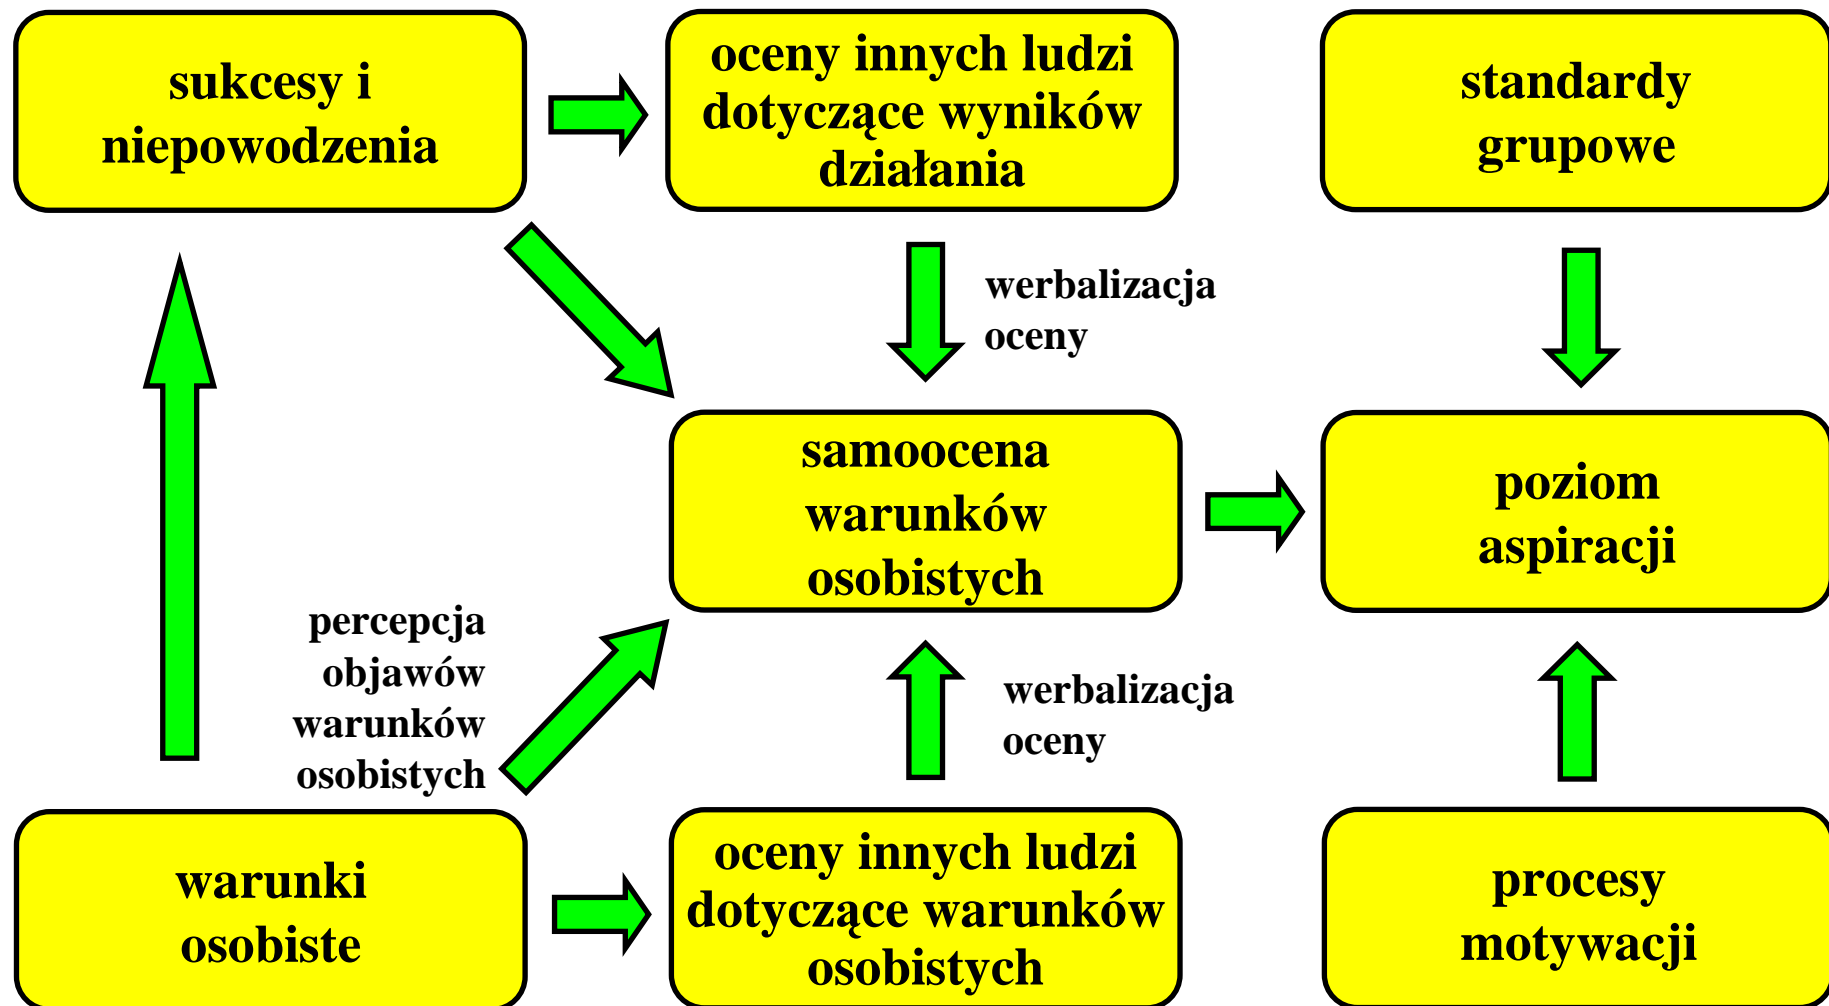 sukcesy i
niepowodzenia
oceny innych ludzi
dotyczące wyników
działania
standardy
grupowe
werbalizacja
oceny
samoocena
warunków
osobistych
poziom
aspiracji
percepcja
objawów
warunków
osobistych
werbalizacja
oceny
warunki
osobiste
oceny innych ludzi
dotyczące warunków
osobistych
procesy
motywacji